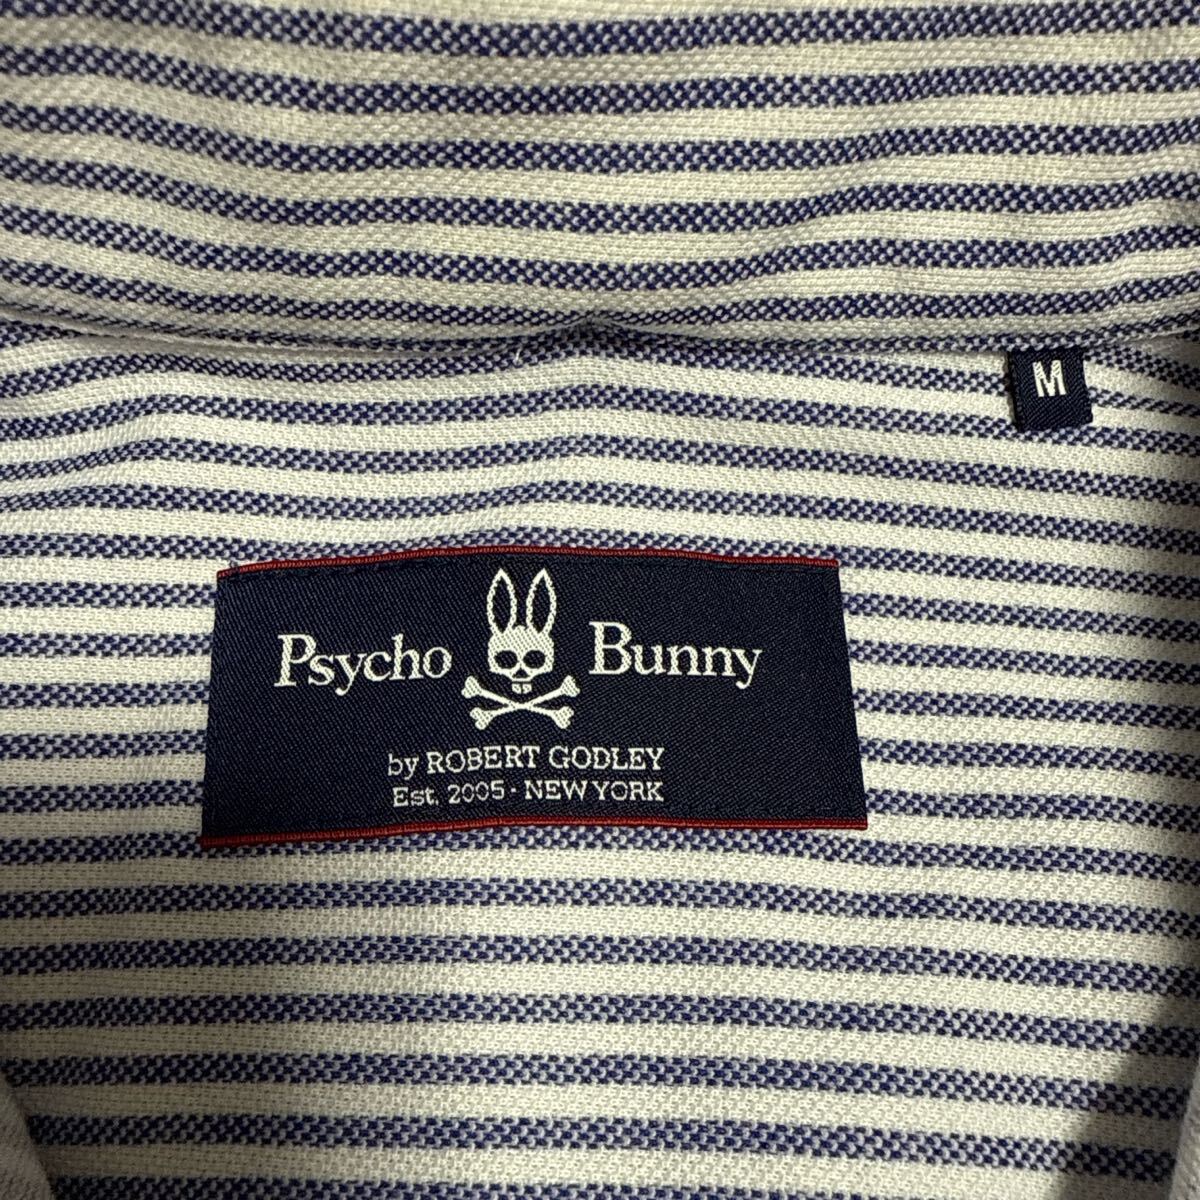 M
Psycho Bunny
by ROBERT GODLEY
Est. 2005 · NEW YORK